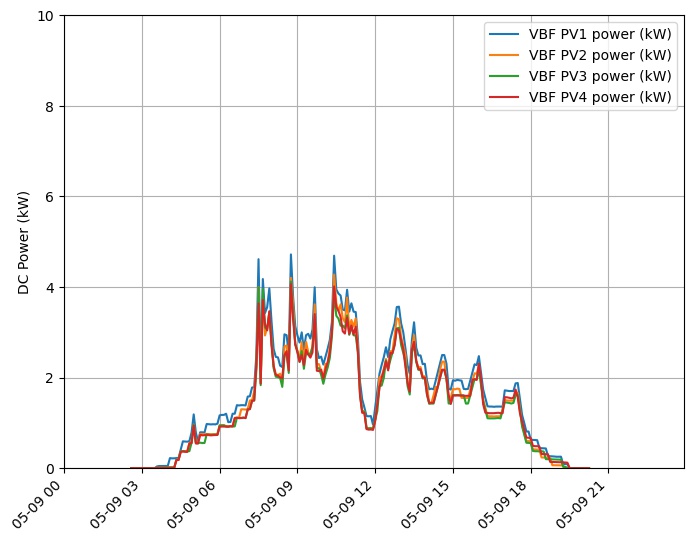 10
8
6
4
2
0
DC Power (kW)
VBF PV1 power (kW)
VBF PV2 power (kW)
VBF PV3 power (kW)
VBF PV4 power (kW)
05-09 00
05-09 03
05-09 06
05-09 09
05-09 12
05-09 15
05-09 18
05-09 21